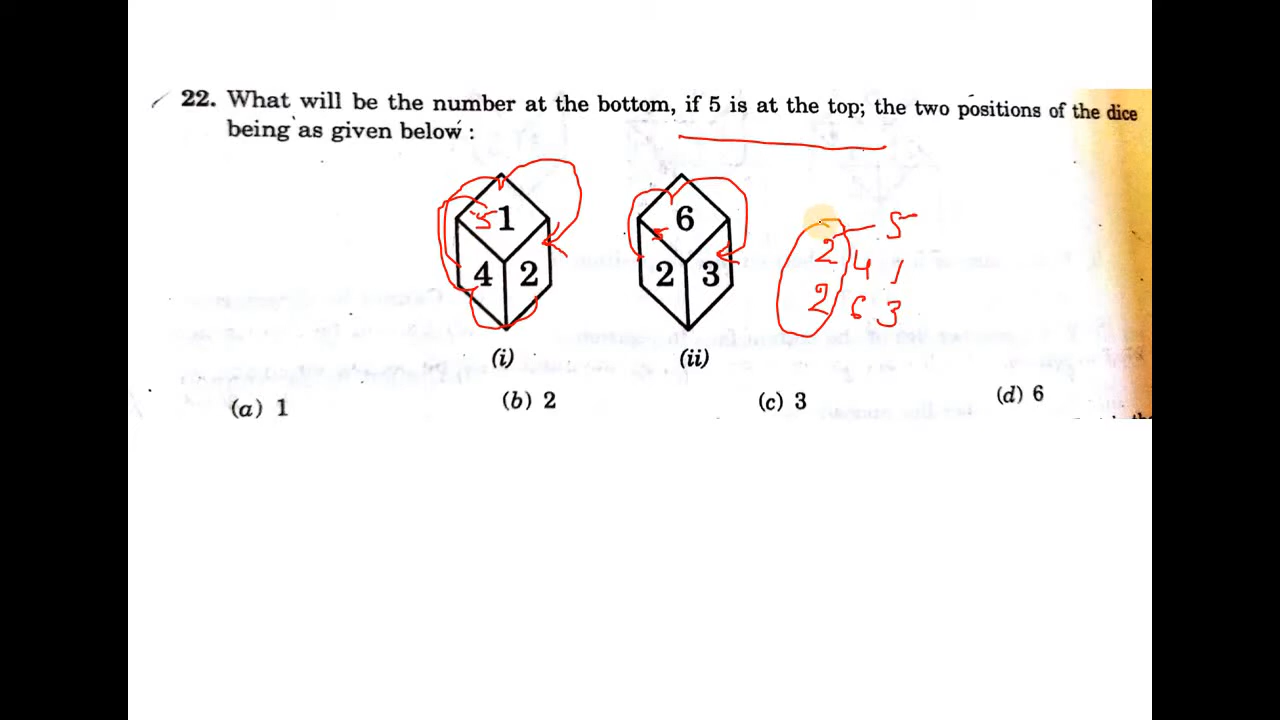 22. What will be the number at the bottom, if 5 is at the top; the two positions of the dice
being as given below :
1
4 2
6
2 3
5
2 4 1
2 6 3
(i) (ii)
(a) 1 (b) 2 (c) 3 (d) 6